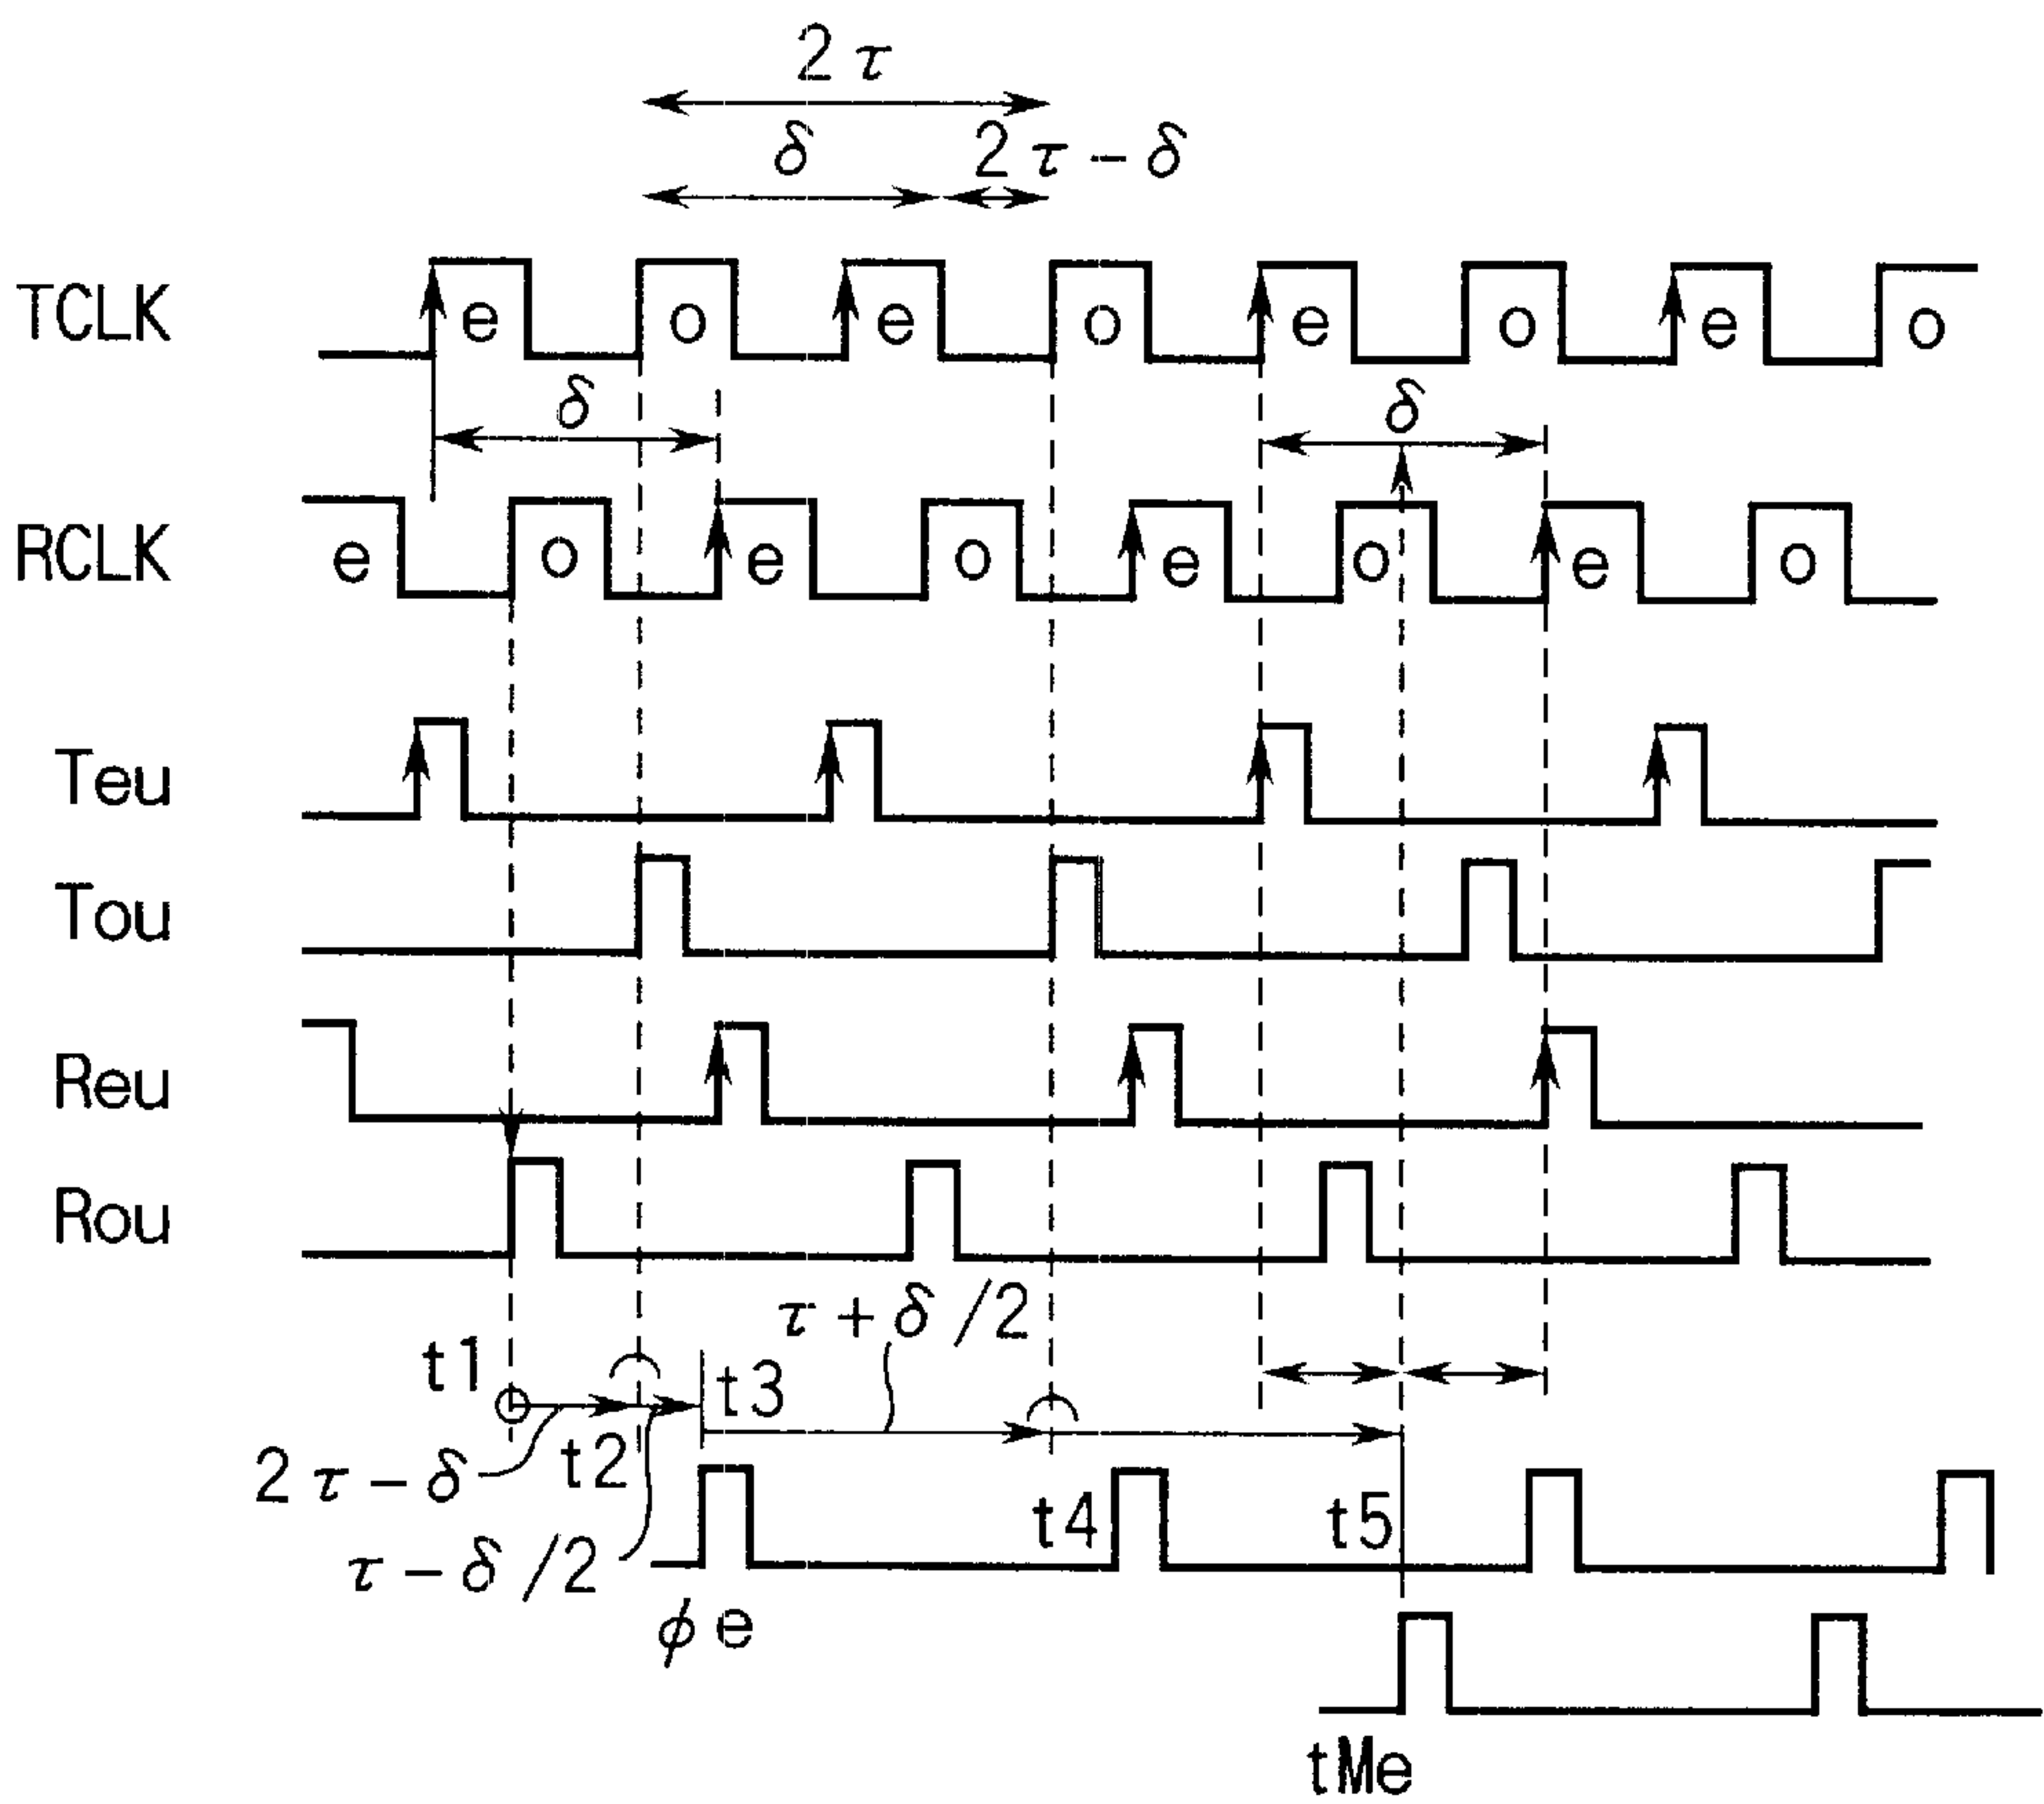 2τ
δ 2τ-δ
TCLK e o e o e o e o
δ δ
RCLK e o e o e o e o
Teu
Tou
Reu
Rou
τ+δ/2
t1 t3
2τ-δ t2
t4 t5
τ-δ/2
φe
tMe